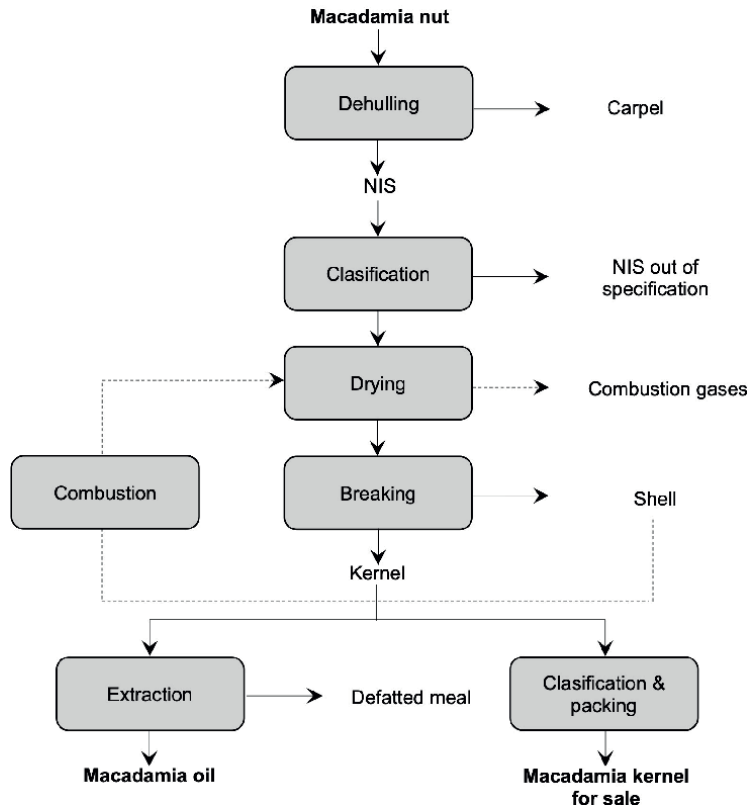 Macadamia nut
Dehulling
Carpel
NIS
Clasification
NIS out of
specification
Drying
Combustion gases
Combustion
Breaking
Shell
Kernel
Extraction
Defatted meal
Clasification &
packing
Macadamia oil
Macadamia kernel
for sale